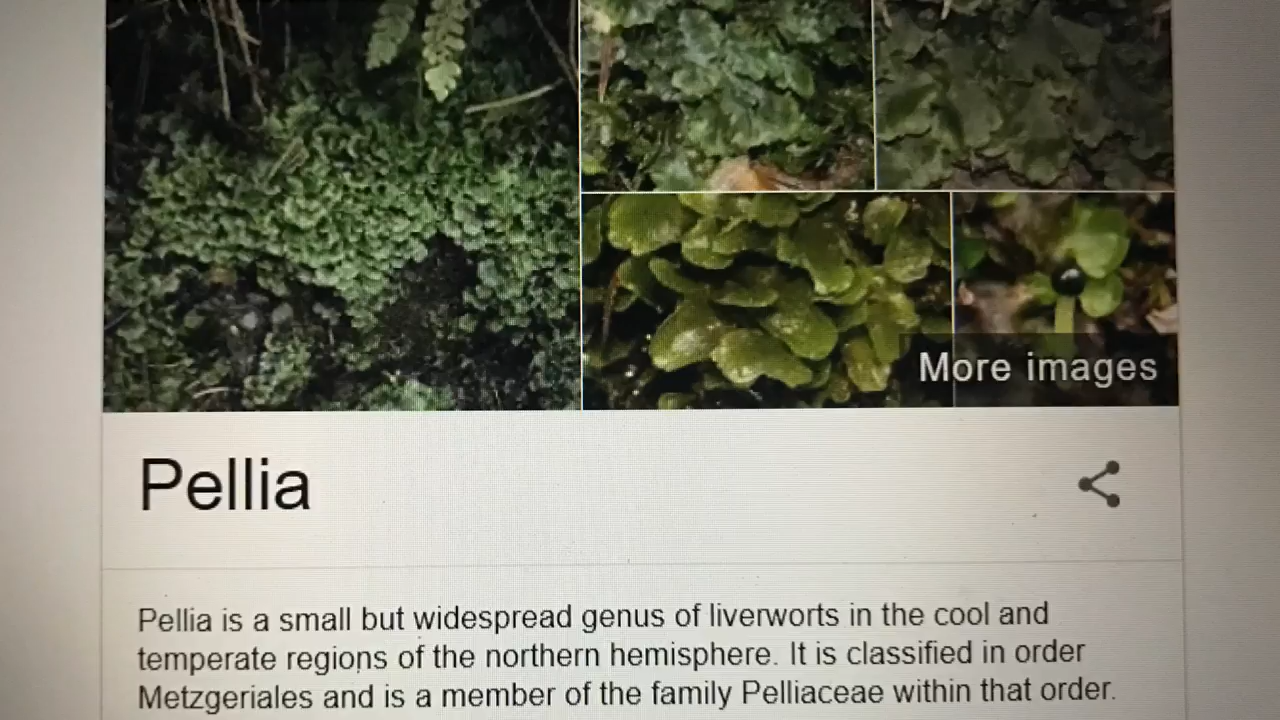 More images
Pellia
Pellia is a small but widespread genus of liverworts in the cool and
temperate regions of the northern hemisphere. It is classified in order
Metzgeriales and is a member of the family Pelliaceae within that order.